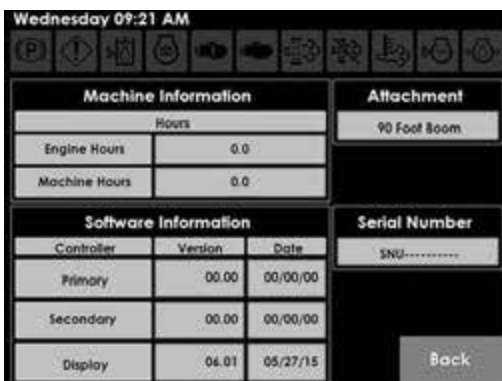 Wednesday 09:21 AM
Machine Information
Hours
Engine Hours 0.0
Machine Hours 0.0
Attachment
90 Foot Boom
Software Information
Controller Version Date
Primary 00.00 00/00/00
Secondary 00.00 00/00/00
Display 06.01 05/27/15
Serial Number
SNU----------
Back